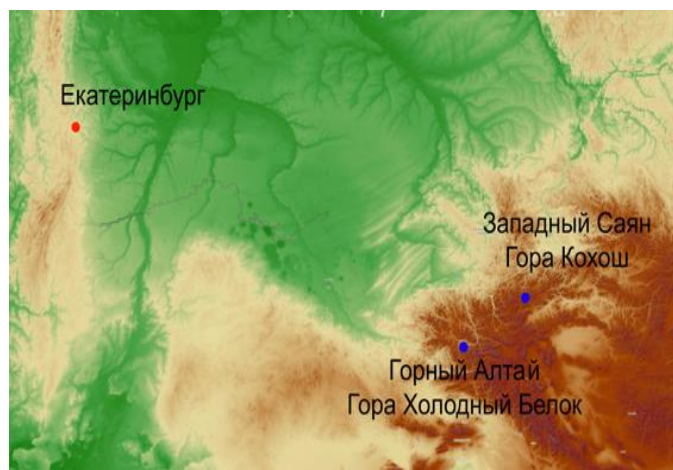 Екатеринбург
Западный Саян
Гора Кохош
Горный Алтай
Гора Холодный Белок